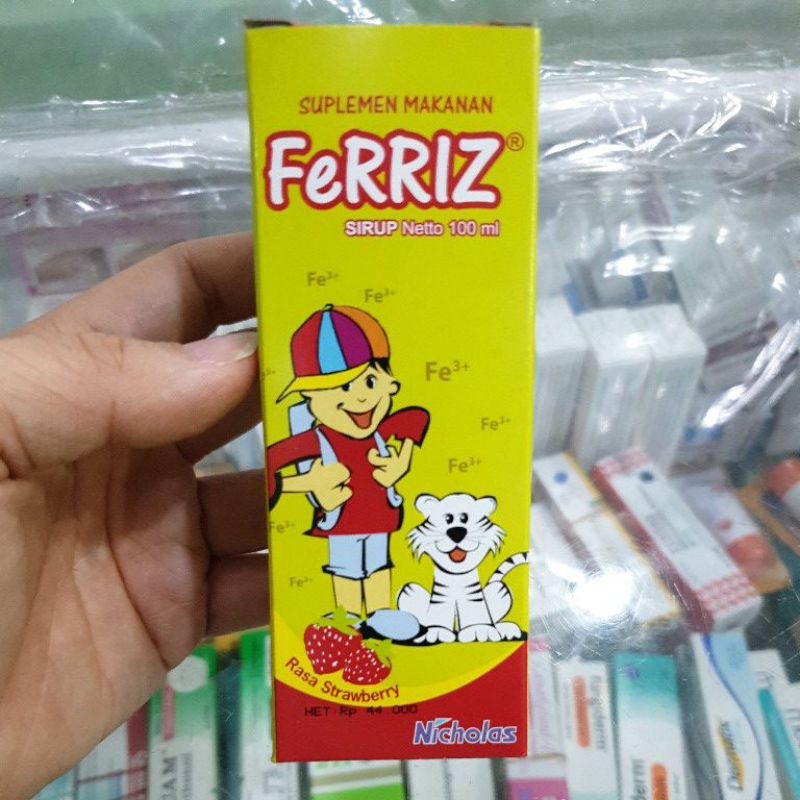 SUPLEMEN MAKANAN
FeRRIZ®
SIRUP Netto 100 ml
Fe3+
Fe3+
Fe3+
Fe3+
Fe3+
Fe3+
Fe3+
Rasa Strawberry
HET Rp 44.000
Nicholas